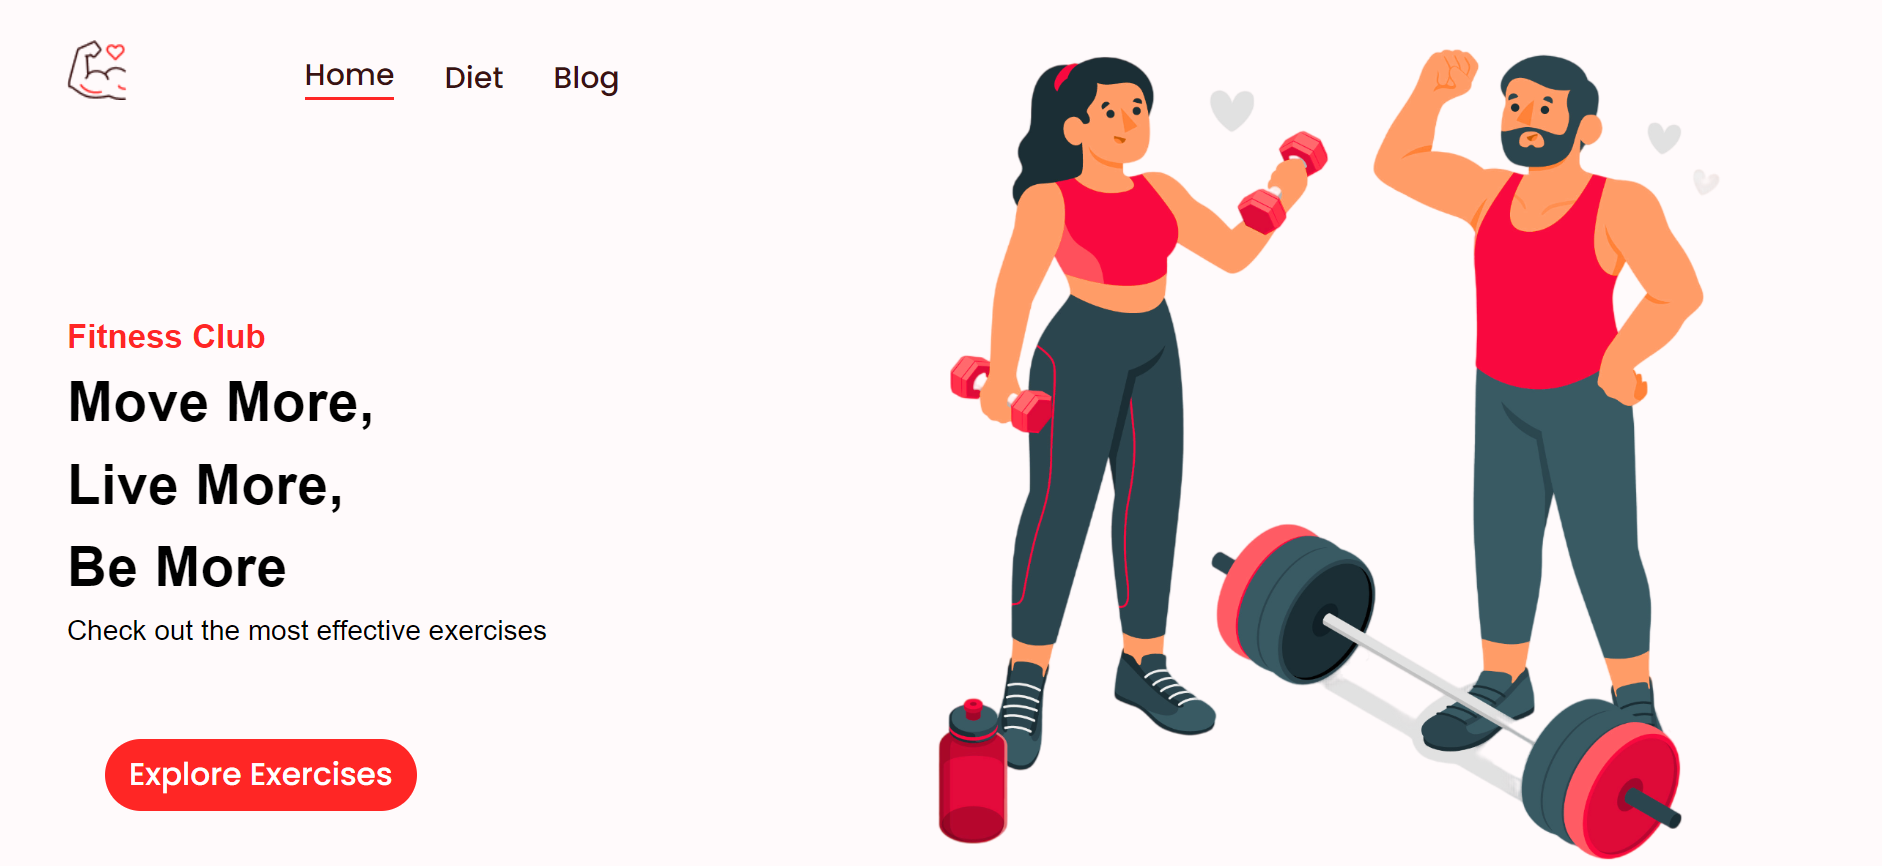 Home Diet Blog
Fitness Club
Move More,
Live More,
Be More
Check out the most effective exercises
Explore Exercises